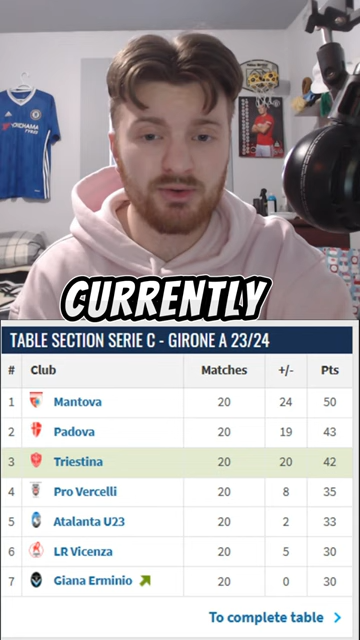 YOKOHAMA
TYRES
CURRENTLY
TABLE SECTION SERIE C - GIRONE A 23/24
# Club Matches +/- Pts
1 Mantova 20 24 50
2 Padova 20 19 43
3 Triestina 20 20 42
4 Pro Vercelli 20 8 35
5 Atalanta U23 20 2 33
6 LR Vicenza 20 5 30
7 Giana Erminio 20 0 30
To complete table